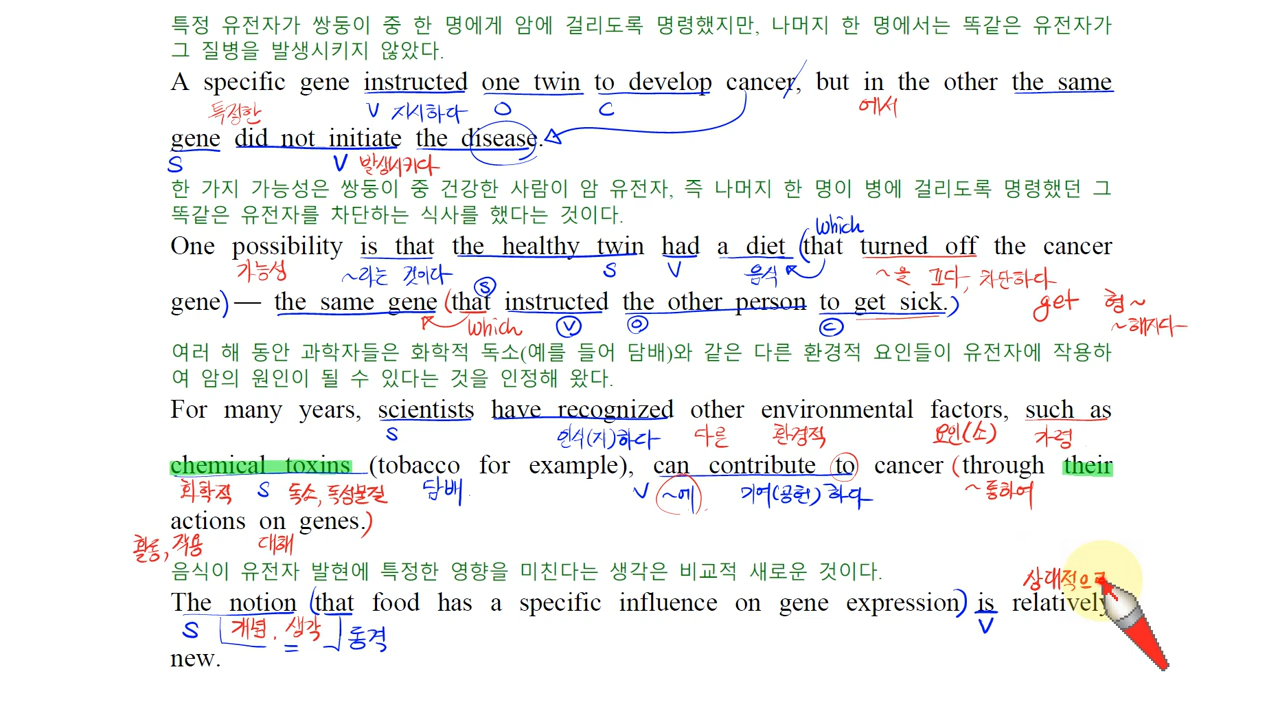 특정 유전자가 쌍둥이 중 한 명에게 암에 걸리도록 명령했지만, 나머지 한 명에서는 똑같은 유전자가
그 질병을 발생시키지 않았다.
A specific gene instructed one twin to develop cancer, but in the other the same
특정한 V 지시하다 O C 에서
gene did not initiate the disease.
S V 발생시키다
한 가지 가능성은 쌍둥이 중 건강한 사람이 암 유전자, 즉 나머지 한 명이 병에 걸리도록 명령했던 그
똑같은 유전자를 차단하는 식사를 했다는 것이다.
which
One possibility is that the healthy twin had a diet (that turned off the cancer
가능성 ~라는 것이다 S V 음식 ~을 끄다, 차단하다
gene) — the same gene (that instructed the other person to get sick.) get 형~
S which V O C ~해지다
여러 해 동안 과학자들은 화학적 독소(예를 들어 담배)와 같은 다른 환경적 요인들이 유전자에 작용하
여 암의 원인이 될 수 있다는 것을 인정해 왔다.
For many years, scientists have recognized other environmental factors, such as
S 인식(지)하다 다른 환경적 요인(소) 가령
chemical toxins (tobacco for example), can contribute to cancer (through their
화학적 S 독소, 독성물질 담배 V ~에 기여(공헌)하다 ~통하여
actions on genes.)
활동, 작용 대해
음식이 유전자 발현에 특정한 영향을 미친다는 생각은 비교적 새로운 것이다.
상대적으로
The notion (that food has a specific influence on gene expression) is relatively
S 개념, 생각 = 동격 V
new.